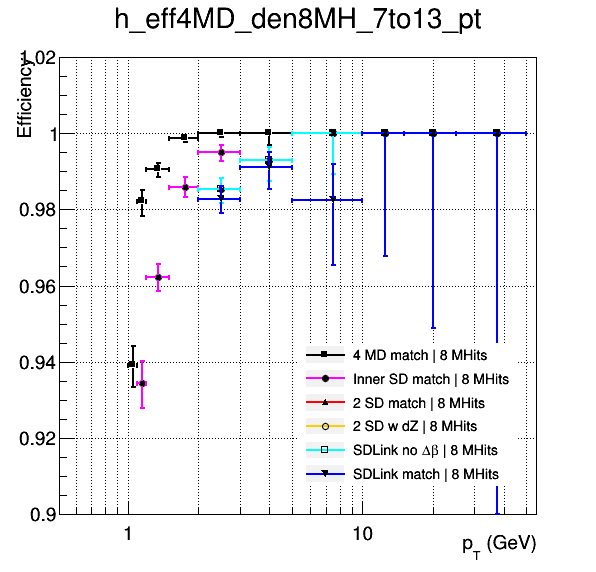 h_eff4MD_den8MH_7to13_pt
Efficiency
1.02
1
0.98
0.96
0.94
0.92
0.9
4 MD match | 8 MHits
Inner SD match | 8 MHits
2 SD match | 8 MHits
2 SD w dZ | 8 MHits
SDLink no Δβ | 8 MHits
SDLink match | 8 MHits
1
10
p_T (GeV)